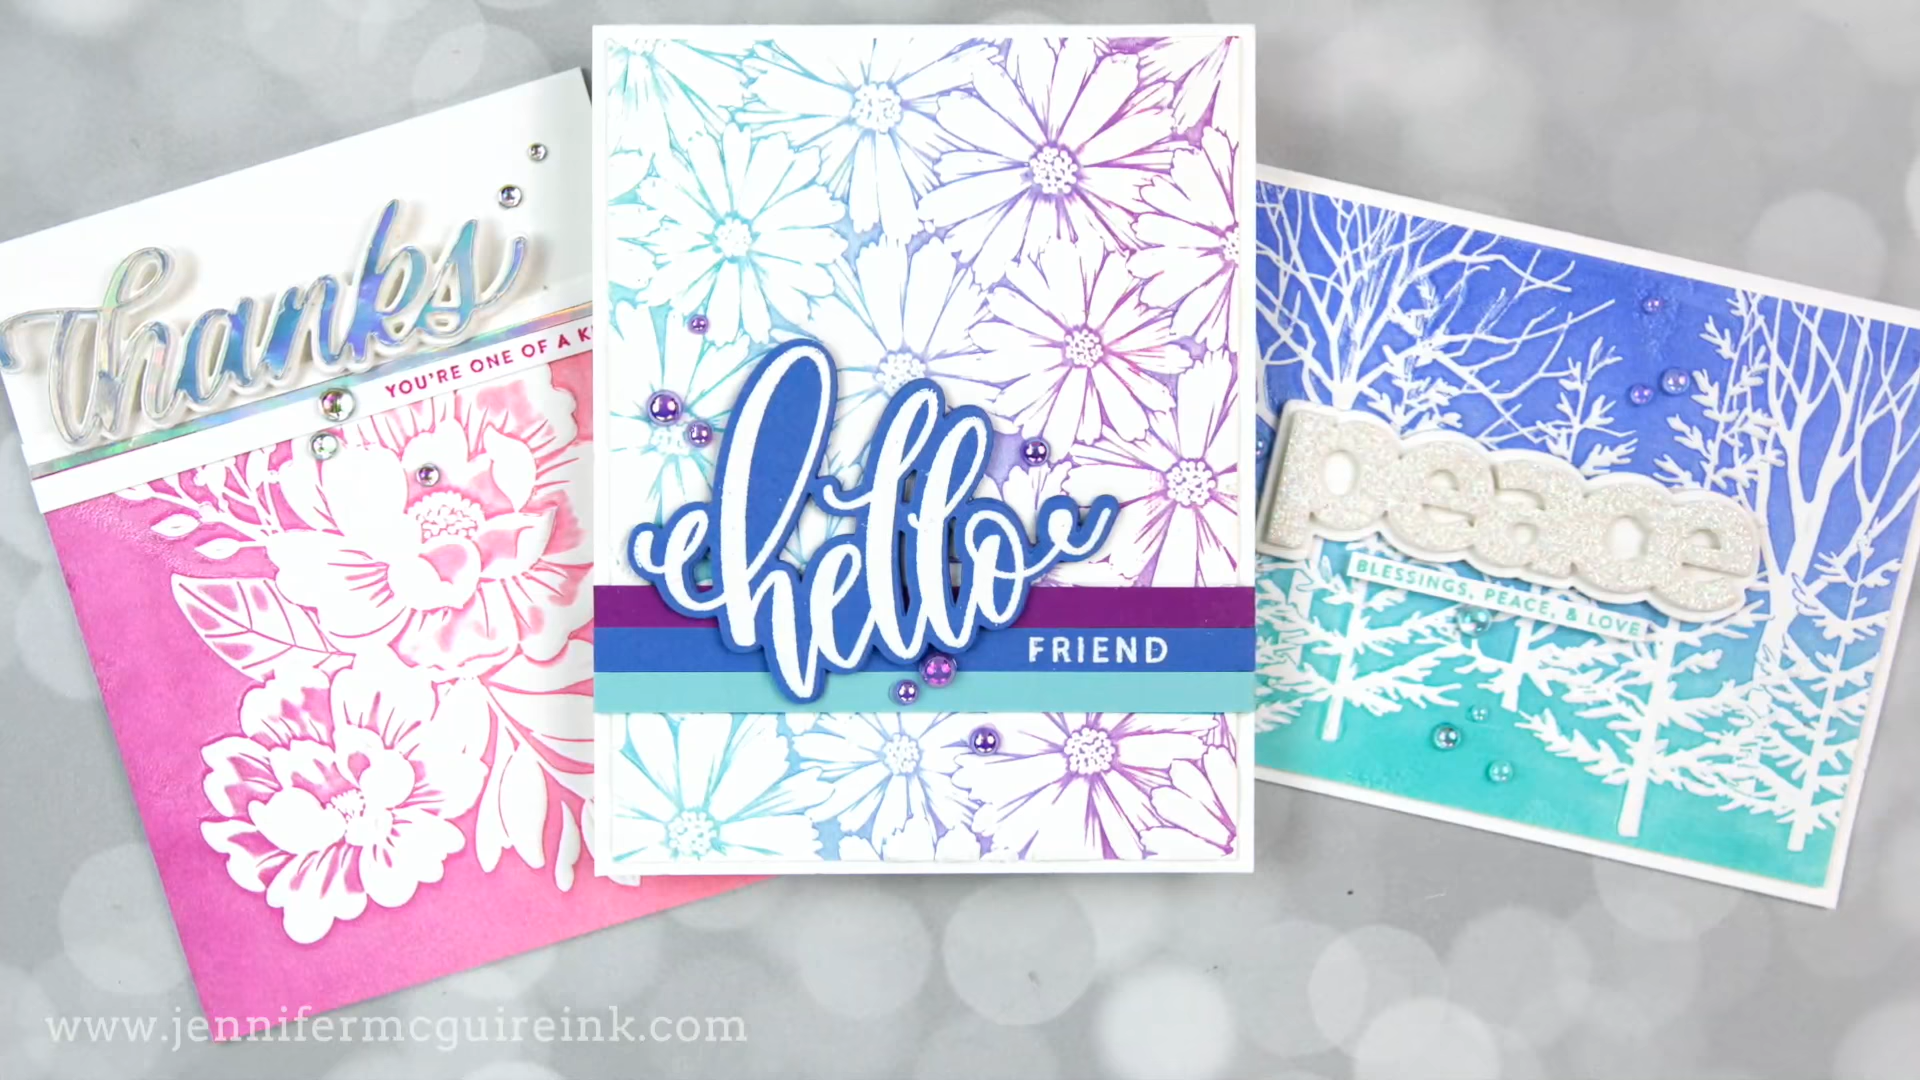 thanks
YOU'RE ONE OF A
hello
FRIEND
peace
BLESSINGS, PEACE, & LOVE
www.jennifermcguireink.com